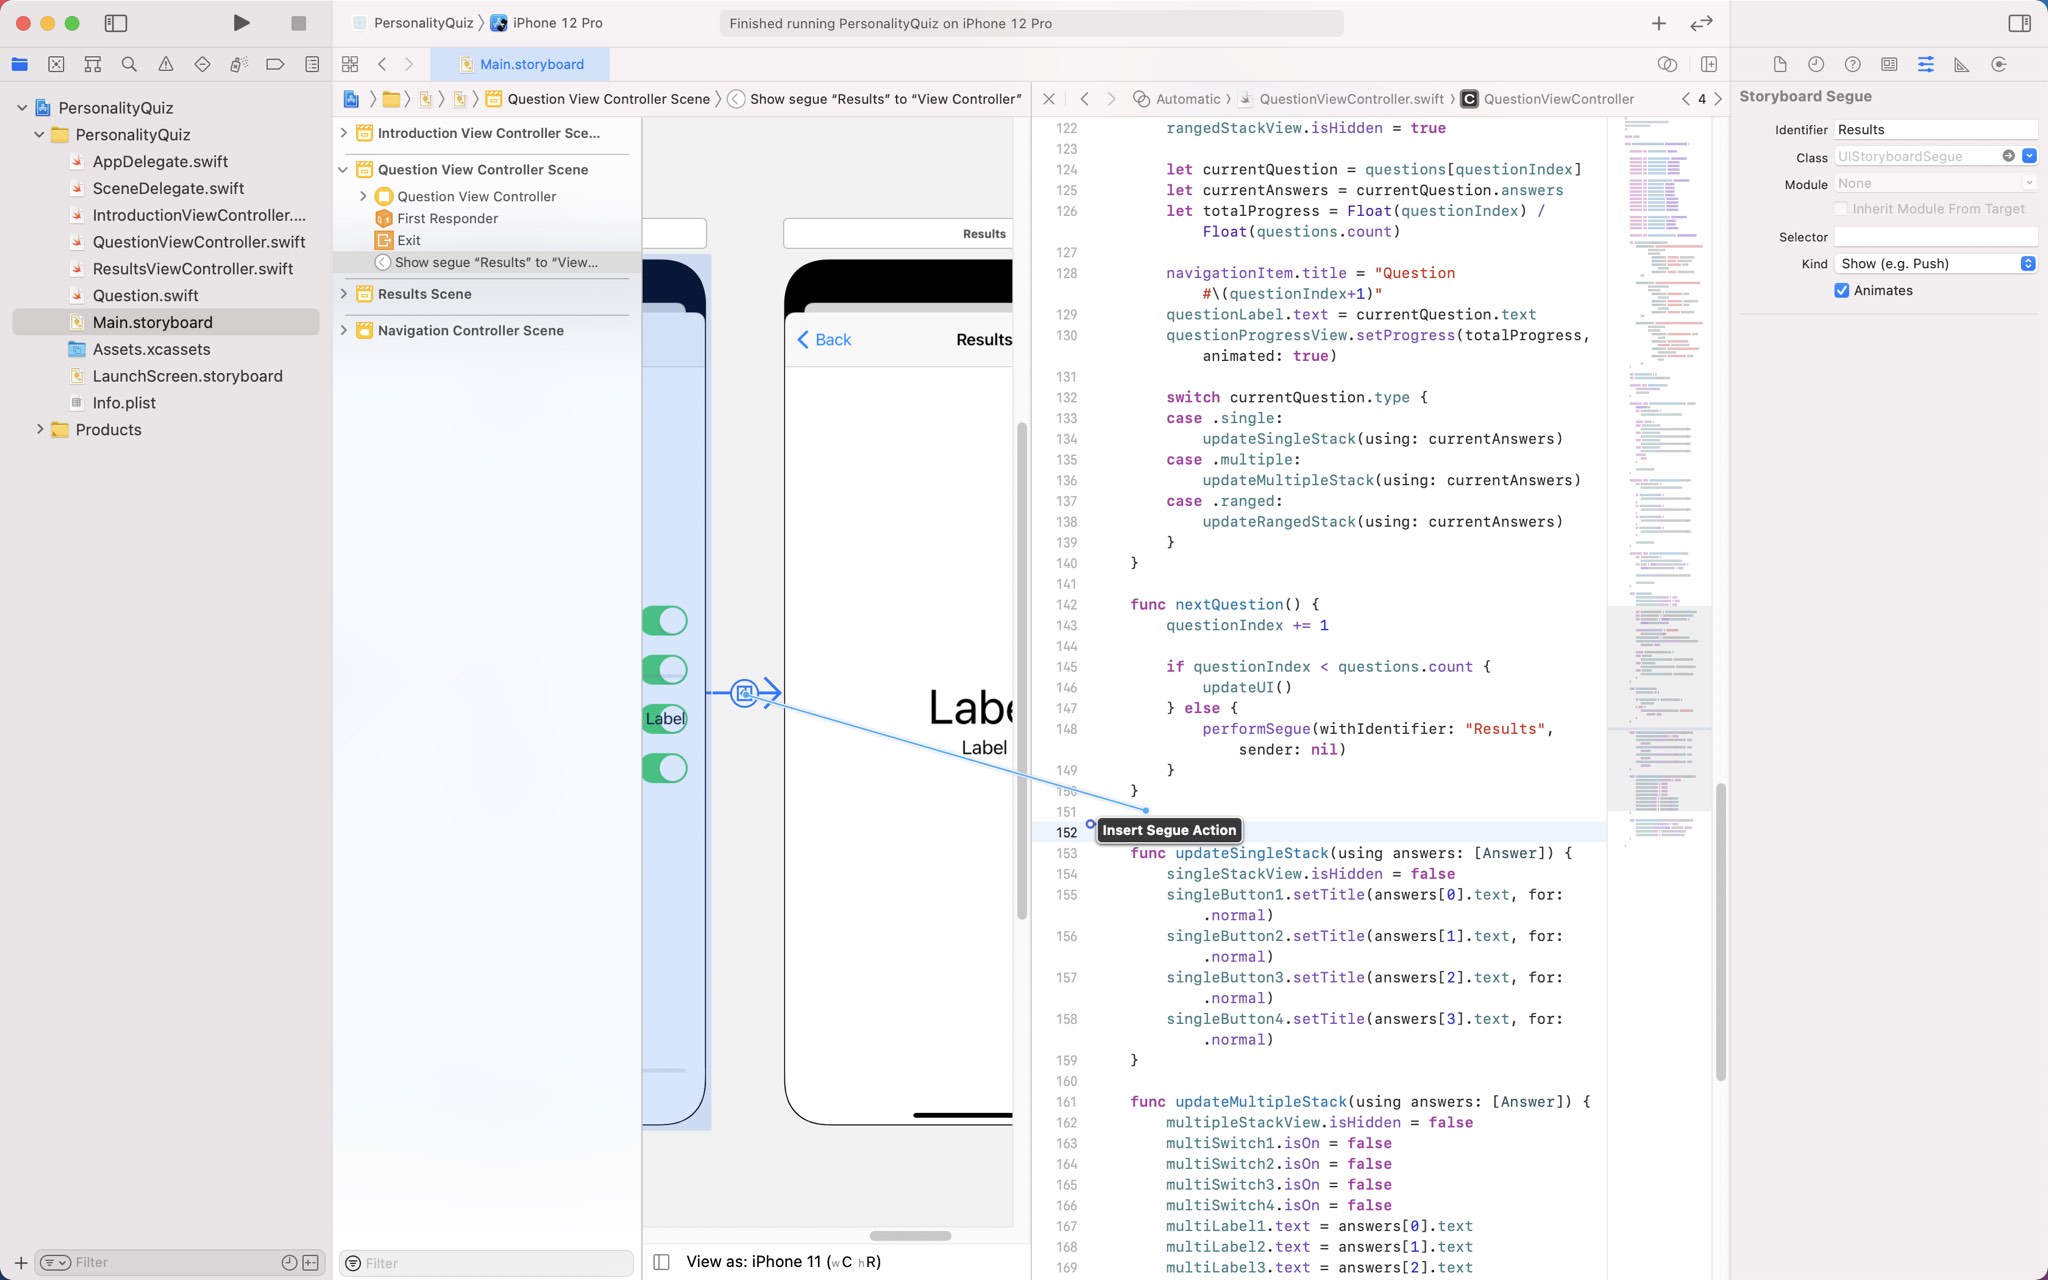 PersonalityQuiz
iPhone 12 Pro
Finished running PersonalityQuiz on iPhone 12 Pro
Main.storyboard
PersonalityQuiz
PersonalityQuiz
AppDelegate.swift
SceneDelegate.swift
IntroductionViewController....
QuestionViewController.swift
ResultsViewController.swift
Question.swift
Main.storyboard
Assets.xcassets
LaunchScreen.storyboard
Info.plist
Products
Filter
Question View Controller Scene
Show segue “Results” to “View Controller”
Introduction View Controller Sce...
Question View Controller Scene
Question View Controller
First Responder
Exit
Show segue “Results” to “View...
Results Scene
Navigation Controller Scene
Filter
Results
Back
Results
Label
Labe
Label
View as: iPhone 11 (wC hR)
Automatic
QuestionViewController.swift
C
QuestionViewController
4
122 rangedStackView.isHidden = true
123
124 let currentQuestion = questions[questionIndex]
125 let currentAnswers = currentQuestion.answers
126 let totalProgress = Float(questionIndex) /
Float(questions.count)
127
128 navigationItem.title = "Question
#\(questionIndex+1)"
129 questionLabel.text = currentQuestion.text
130 questionProgressView.setProgress(totalProgress,
animated: true)
131
132 switch currentQuestion.type {
133 case .single:
134 updateSingleStack(using: currentAnswers)
135 case .multiple:
136 updateMultipleStack(using: currentAnswers)
137 case .ranged:
138 updateRangedStack(using: currentAnswers)
139 }
140 }
141
142 func nextQuestion() {
143 questionIndex += 1
144
145 if questionIndex < questions.count {
146 updateUI()
147 } else {
148 performSegue(withIdentifier: "Results",
sender: nil)
149 }
150 }
151
152
Insert Segue Action
153 func updateSingleStack(using answers: [Answer]) {
154 singleStackView.isHidden = false
155 singleButton1.setTitle(answers[0].text, for:
.normal)
156 singleButton2.setTitle(answers[1].text, for:
.normal)
157 singleButton3.setTitle(answers[2].text, for:
.normal)
158 singleButton4.setTitle(answers[3].text, for:
.normal)
159 }
160
161 func updateMultipleStack(using answers: [Answer]) {
162 multipleStackView.isHidden = false
163 multiSwitch1.isOn = false
164 multiSwitch2.isOn = false
165 multiSwitch3.isOn = false
166 multiSwitch4.isOn = false
167 multiLabel1.text = answers[0].text
168 multiLabel2.text = answers[1].text
169 multiLabel3.text = answers[2].text
Storyboard Segue
Identifier Results
Class UIStoryboardSegue
Module None
Inherit Module From Target
Selector
Kind Show (e.g. Push)
Animates